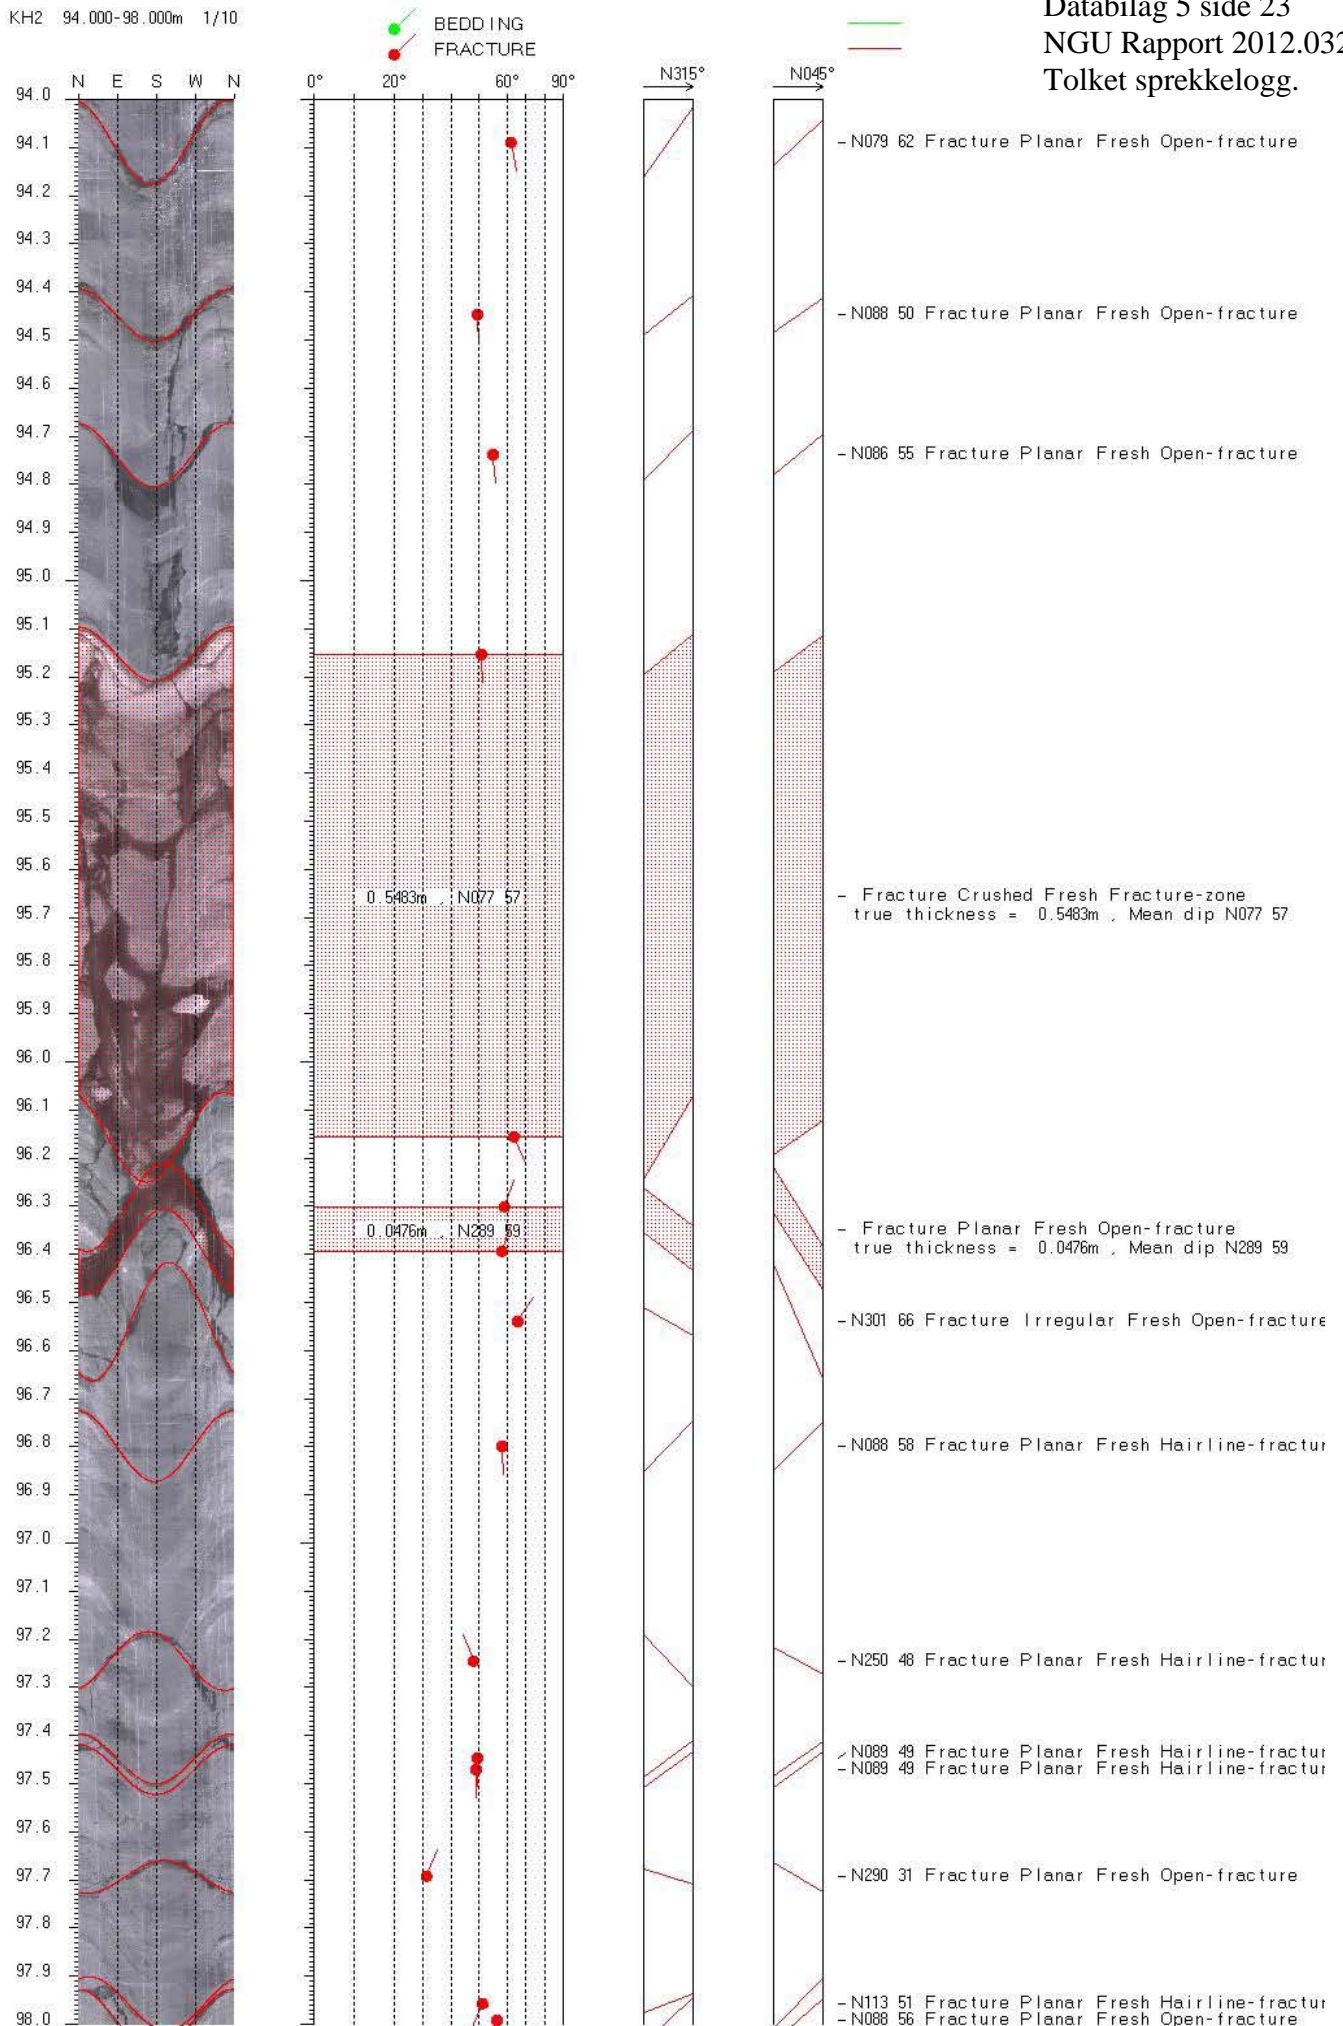 KH2 94.000-98.000m 1/10
BEDDING
FRACTURE
Databilag 5 side 23
NGU Rapport 2012.032
Tolket sprekkelogg.
N E S W N
0° 20° 60° 90°
N315°
N045°
94.0
94.1
94.2
94.3
94.4
94.5
94.6
94.7
94.8
94.9
95.0
95.1
95.2
95.3
95.4
95.5
95.6
95.7
95.8
95.9
96.0
96.1
96.2
96.3
96.4
96.5
96.6
96.7
96.8
96.9
97.0
97.1
97.2
97.3
97.4
97.5
97.6
97.7
97.8
97.9
98.0
0.5483m , N077 57
0.0476m , N289 59
- N079 62 Fracture Planar Fresh Open-fracture
- N088 50 Fracture Planar Fresh Open-fracture
- N086 55 Fracture Planar Fresh Open-fracture
- Fracture Crushed Fresh Fracture-zone
true thickness = 0.5483m , Mean dip N077 57
- Fracture Planar Fresh Open-fracture
true thickness = 0.0476m , Mean dip N289 59
- N301 66 Fracture Irregular Fresh Open-fracture
- N088 58 Fracture Planar Fresh Hairline-fractur
- N250 48 Fracture Planar Fresh Hairline-fractur
- N089 49 Fracture Planar Fresh Hairline-fractur
- N089 49 Fracture Planar Fresh Hairline-fractur
- N290 31 Fracture Planar Fresh Open-fracture
- N113 51 Fracture Planar Fresh Hairline-fractur
- N088 56 Fracture Planar Fresh Open-fracture